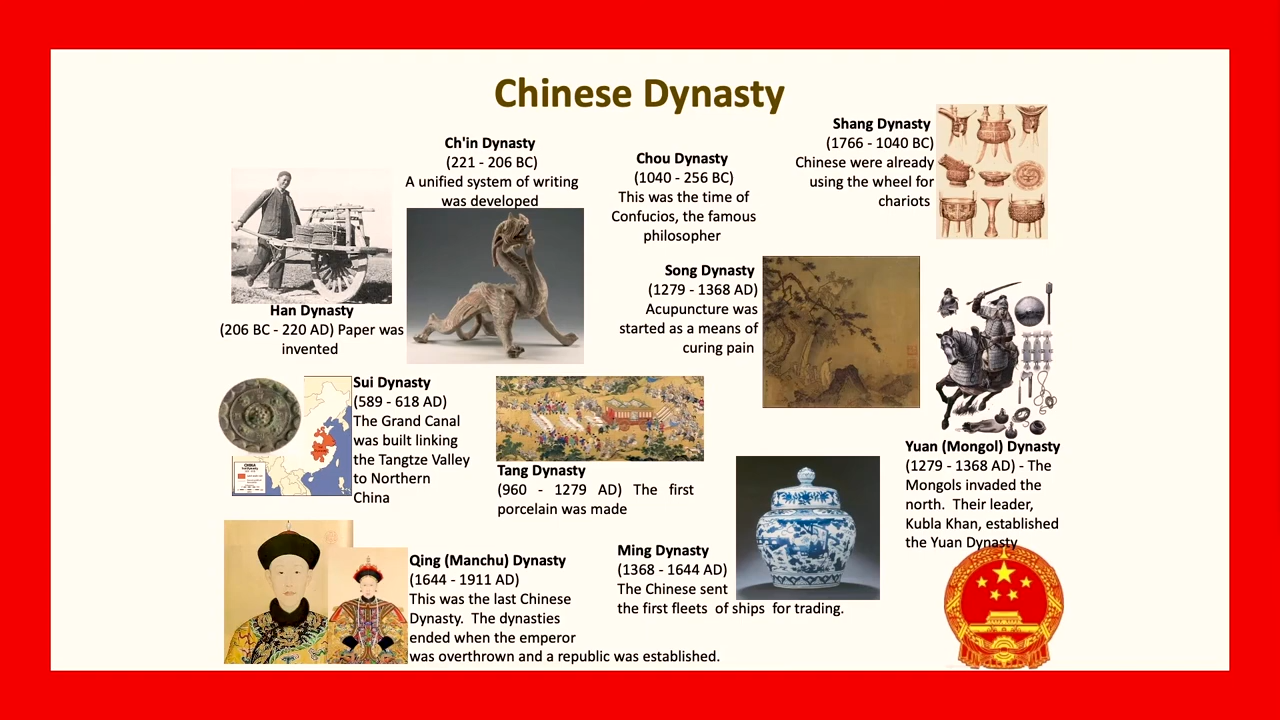 Chinese Dynasty
Shang Dynasty
(1766 - 1040 BC)
Chinese were already
using the wheel for
chariots
Ch'in Dynasty
(221 - 206 BC)
A unified system of writing
was developed
Chou Dynasty
(1040 - 256 BC)
This was the time of
Confucios, the famous
philosopher
Song Dynasty
(1279 - 1368 AD)
Acupuncture was
started as a means of
curing pain
Han Dynasty
(206 BC - 220 AD) Paper was
invented
Sui Dynasty
(589 - 618 AD)
The Grand Canal
was built linking
the Tangtze Valley
to Northern
China
CHINA
Tang Dynasty
(960 - 1279 AD) The first
porcelain was made
Yuan (Mongol) Dynasty
(1279 - 1368 AD) - The
Mongols invaded the
north. Their leader,
Kubla Khan, established
the Yuan Dynasty
Ming Dynasty
(1368 - 1644 AD)
The Chinese sent
the first fleets of ships for trading.
Qing (Manchu) Dynasty
(1644 - 1911 AD)
This was the last Chinese
Dynasty. The dynasties
ended when the emperor
was overthrown and a republic was established.